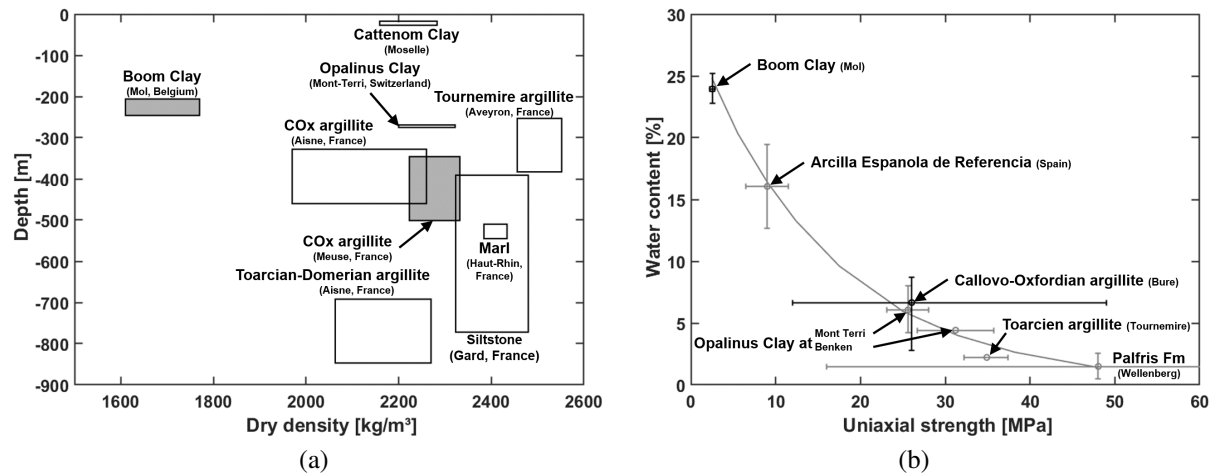 0
-100
-200
-300
-400
-500
-600
-700
-800
-900
Depth [m]
1600
1800
2000
2200
2400
2600
Dry density [kg/m³]
Cattenom Clay
(Moselle)
Opalinus Clay
(Mont-Terri, Switzerland)
Boom Clay
(Mol, Belgium)
Tournemire argillite
(Aveyron, France)
COx argillite
(Aisne, France)
COx argillite
(Meuse, France)
Marl
(Haut-Rhin,
France)
Toarcian-Domerian argillite
(Aisne, France)
Siltstone
(Gard, France)
(a)
30
25
20
15
10
5
0
Water content [%]
0
10
20
30
40
50
60
Uniaxial strength [MPa]
Boom Clay (Mol)
Arcilla Espanola de Referencia (Spain)
Callovo-Oxfordian argillite (Bure)
Opalinus Clay at Mont Terri
Benken
Toarcien argillite (Tournemire)
Palfris Fm
(Wellenberg)
(b)